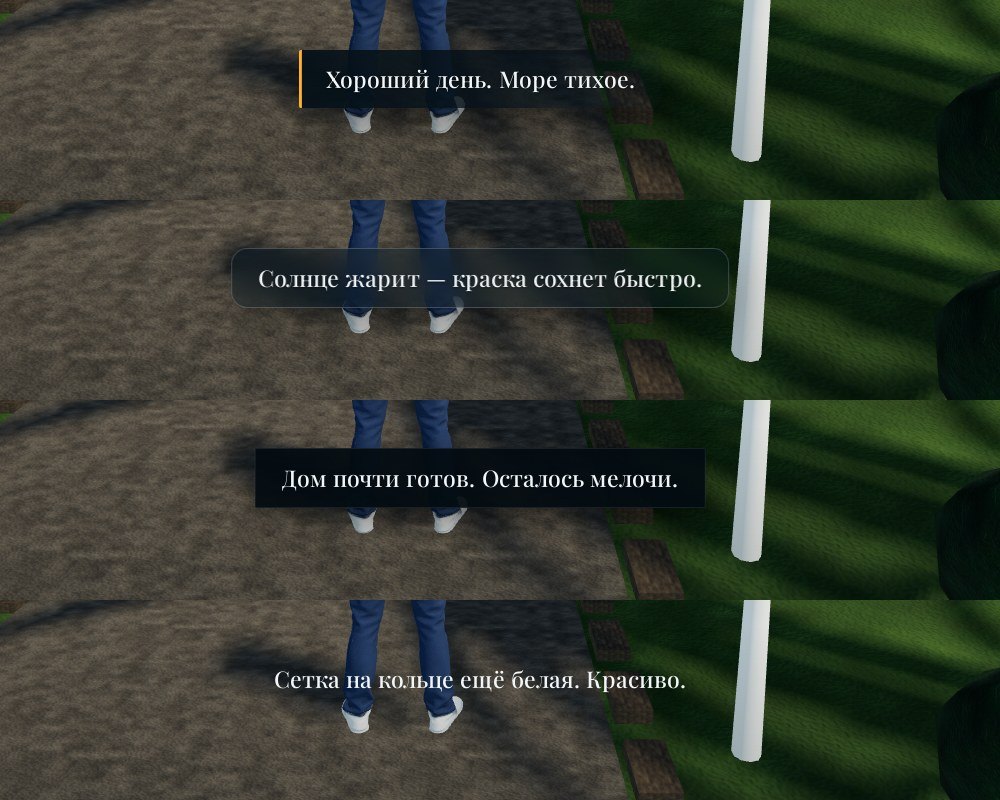 Хороший день. Море тихое.
Солнце жарит — краска сохнет быстро.
Дом почти готов. Осталось мелочи.
Сетка на кольце ещё белая. Красиво.